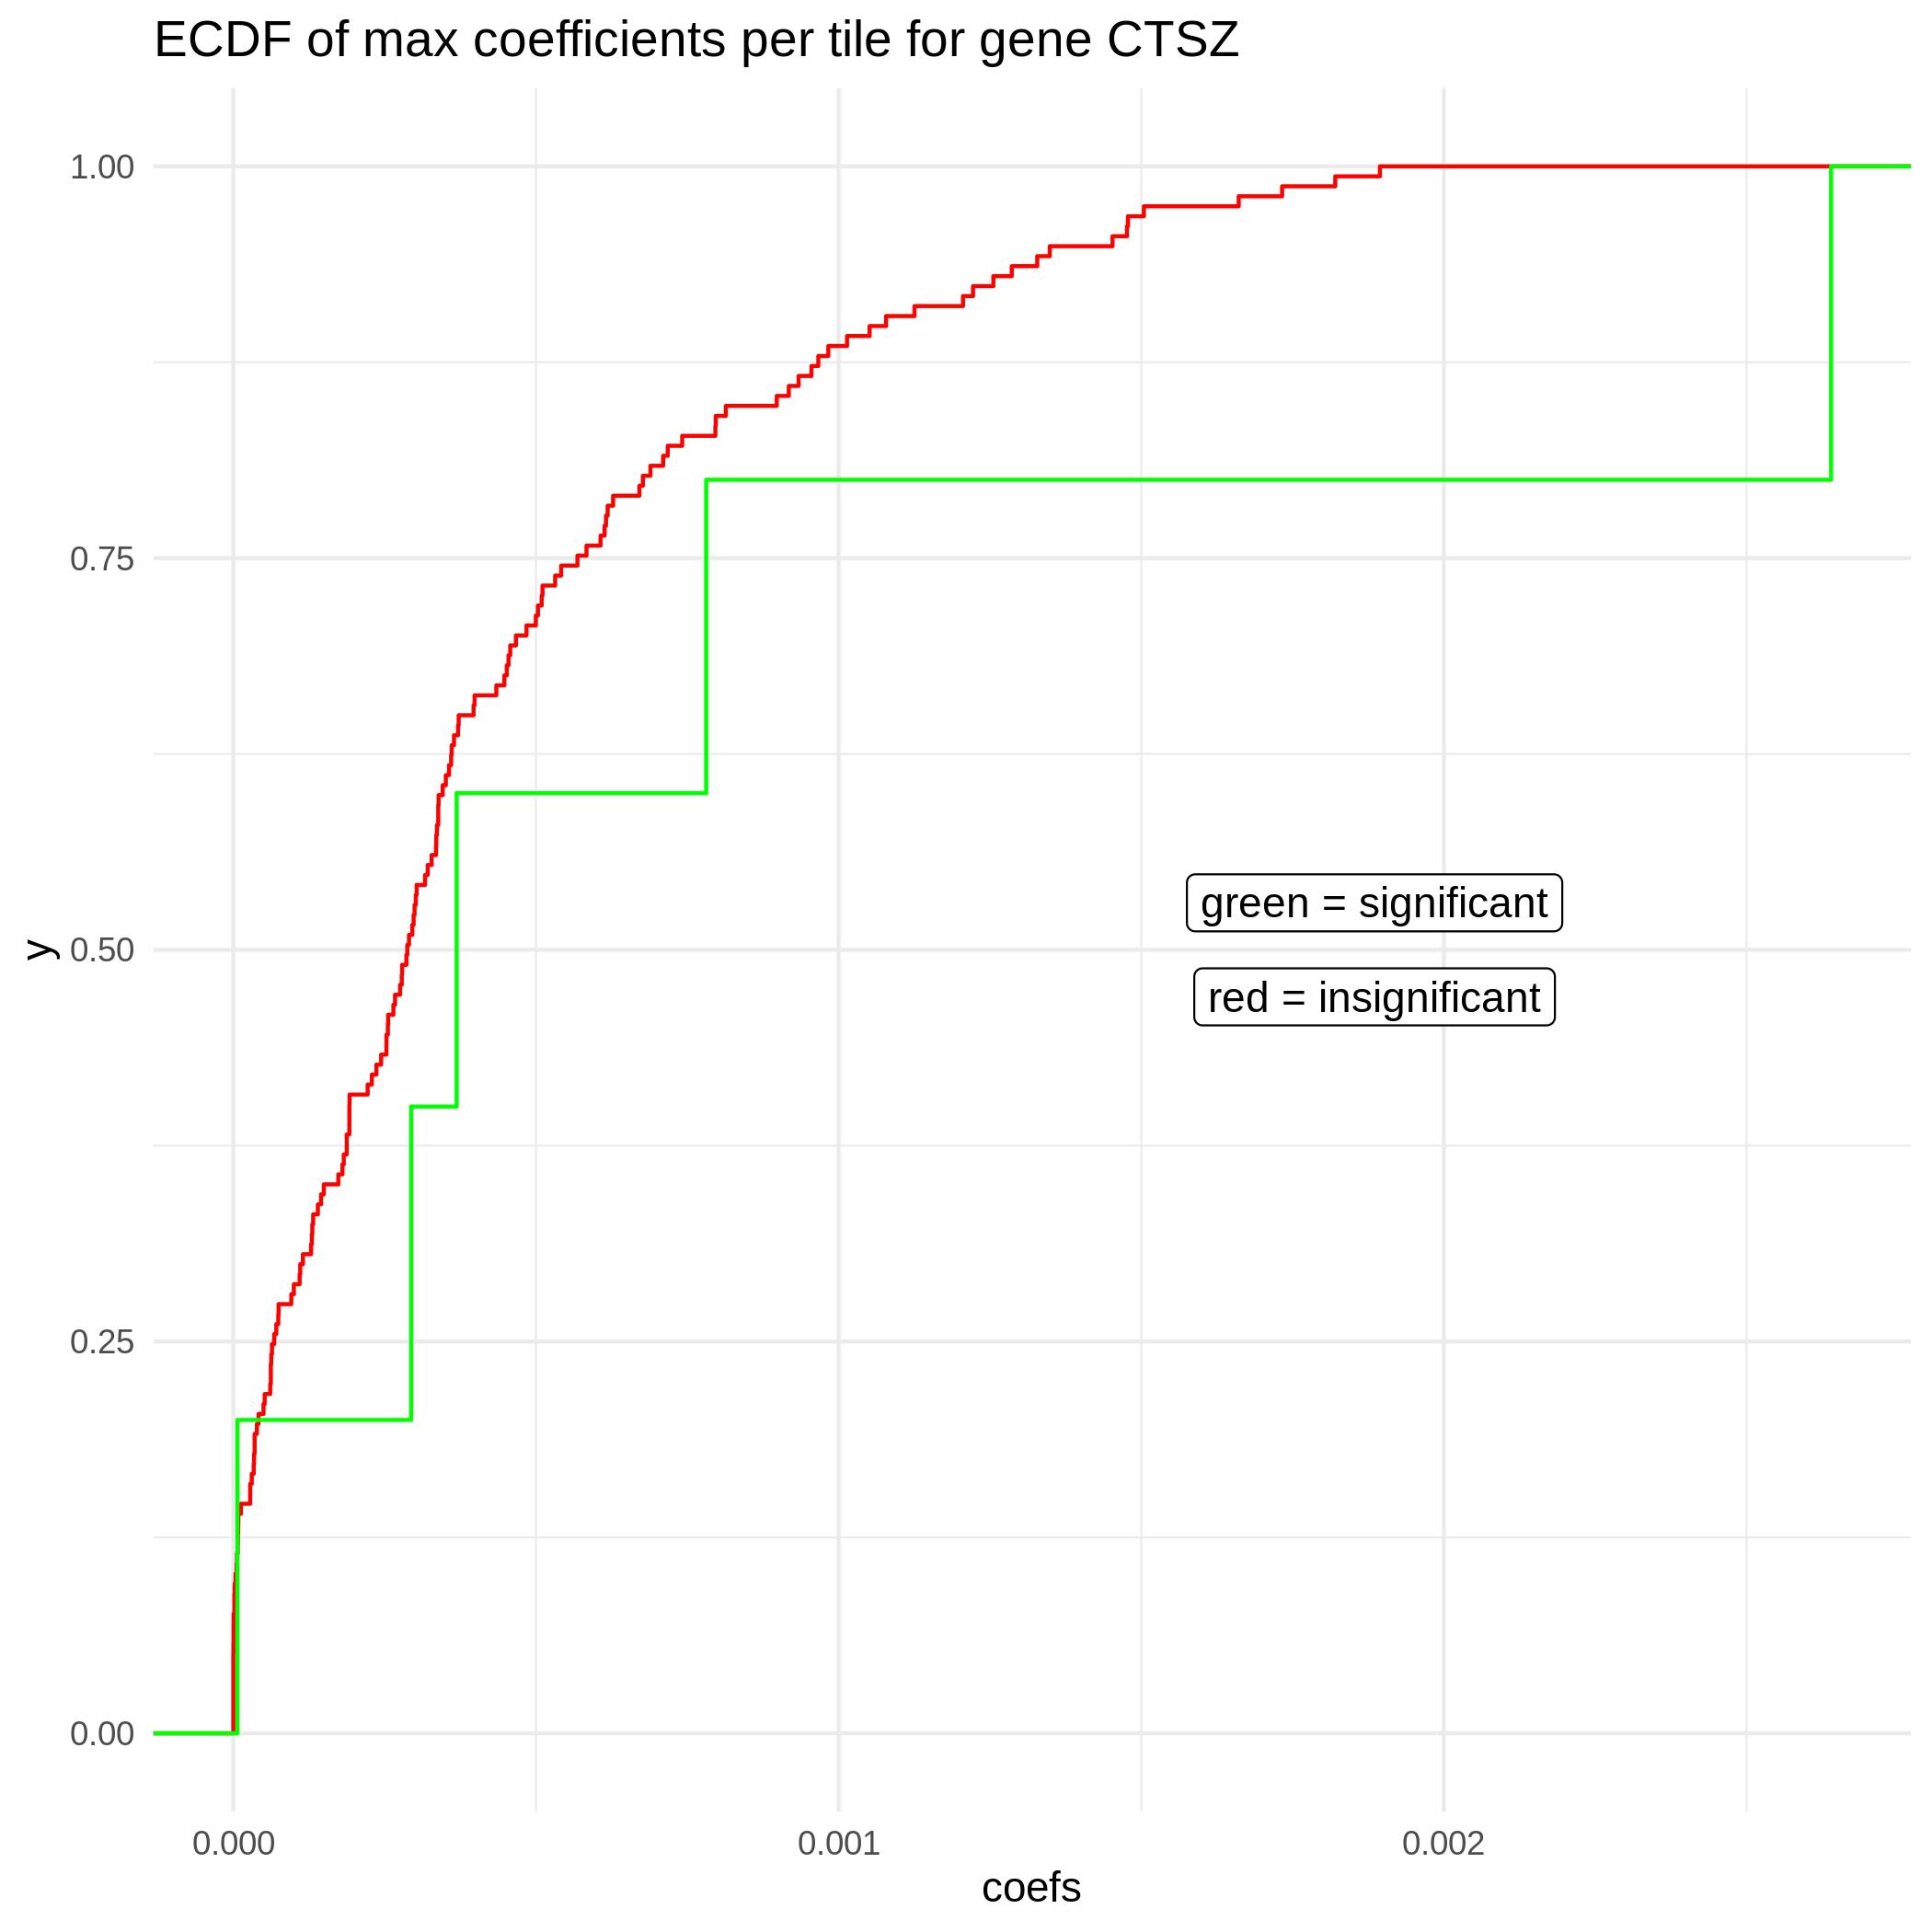 ECDF of max coefficients per tile for gene CTSZ
1.00
0.75
0.50
0.25
0.00
y
green = significant
red = insignificant
0.000 0.001 0.002
coefs